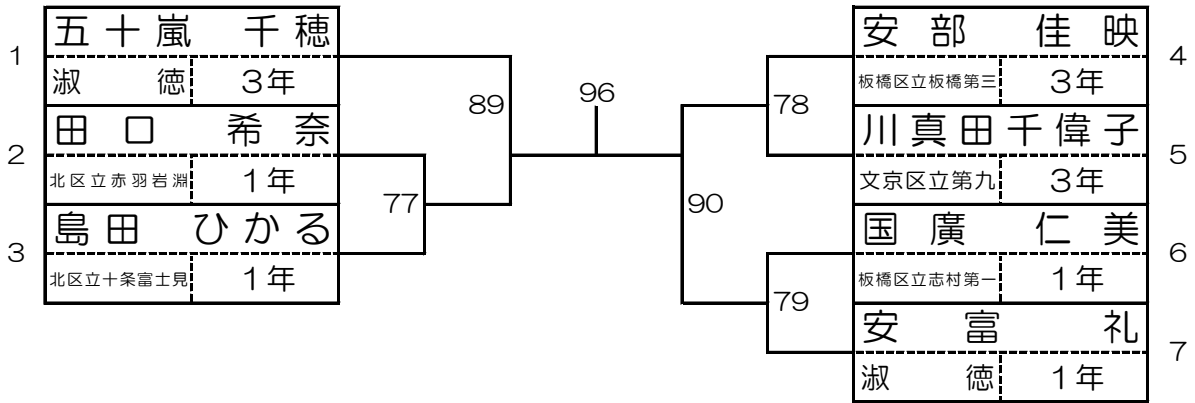 1
五十嵐 千穂
淑徳 3年
2
田口 希奈
北区立赤羽岩淵 1年
3
島田 ひかる
北区立十条富士見 1年
77
89
96
90
78
79
安部 佳映
板橋区立板橋第三 3年
4
川真田千偉子
文京区立第九 3年
5
国廣 仁美
板橋区立志村第一 1年
6
安富 礼
淑徳 1年
7